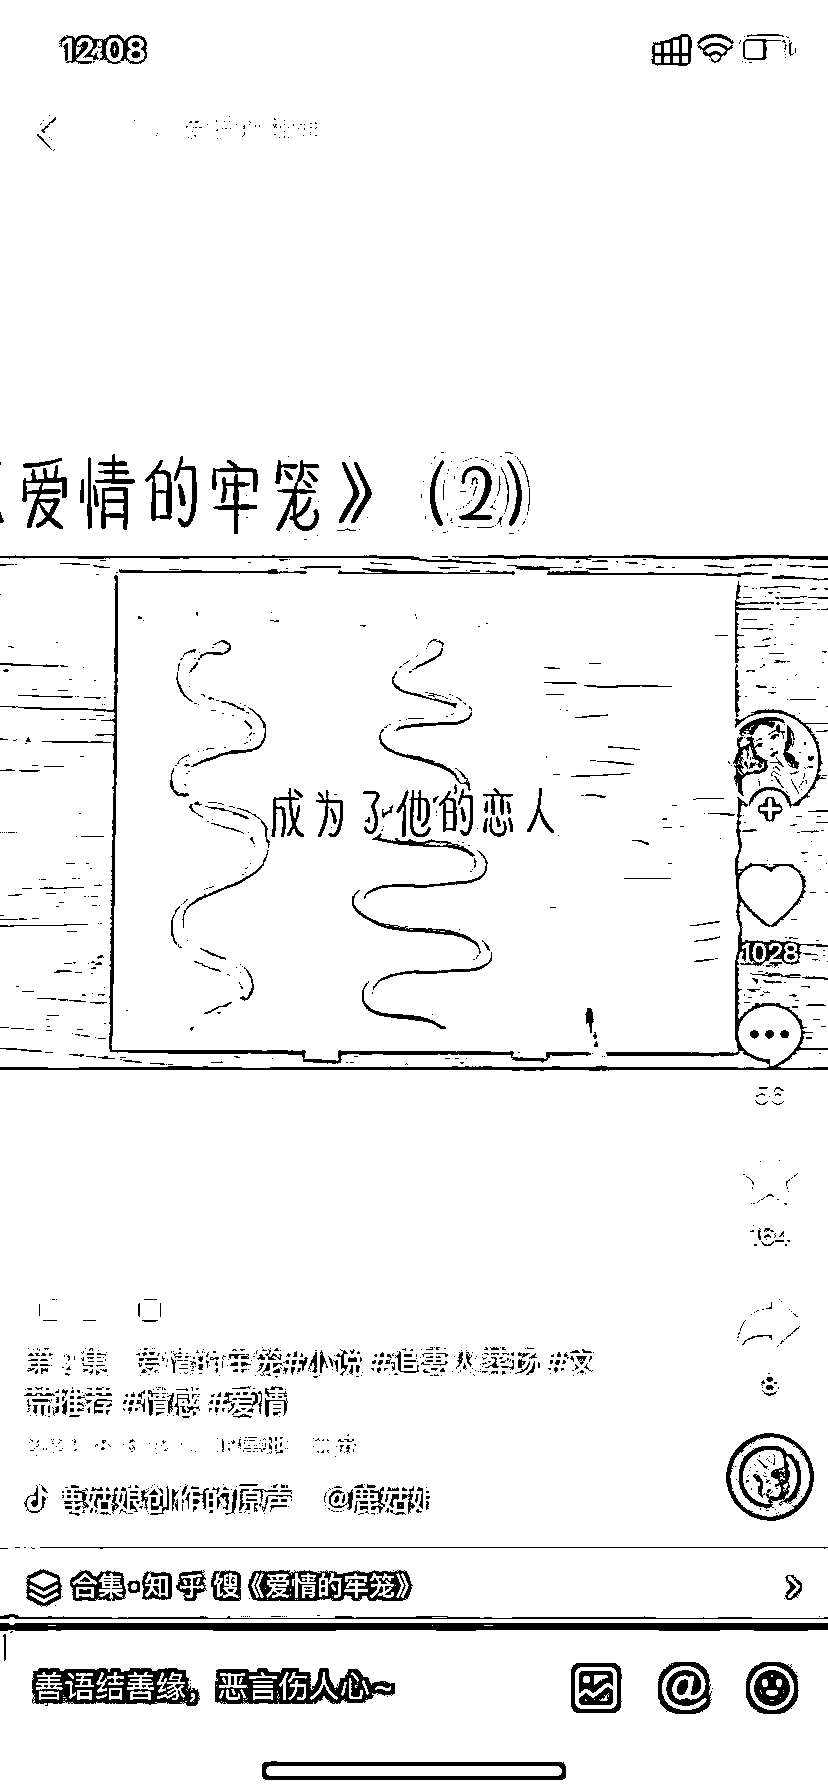 12:08
爱情的牢笼》（2）
成为了他的恋人
1028
56
164
8
第2集 爱情的牢笼#小说 #追妻火葬场 #文
荒推荐 #情感 #爱情
鹿姑娘创作的原声 @鹿姑娘
合集·知乎馊《爱情的牢笼》
善语结善缘，恶言伤人心~